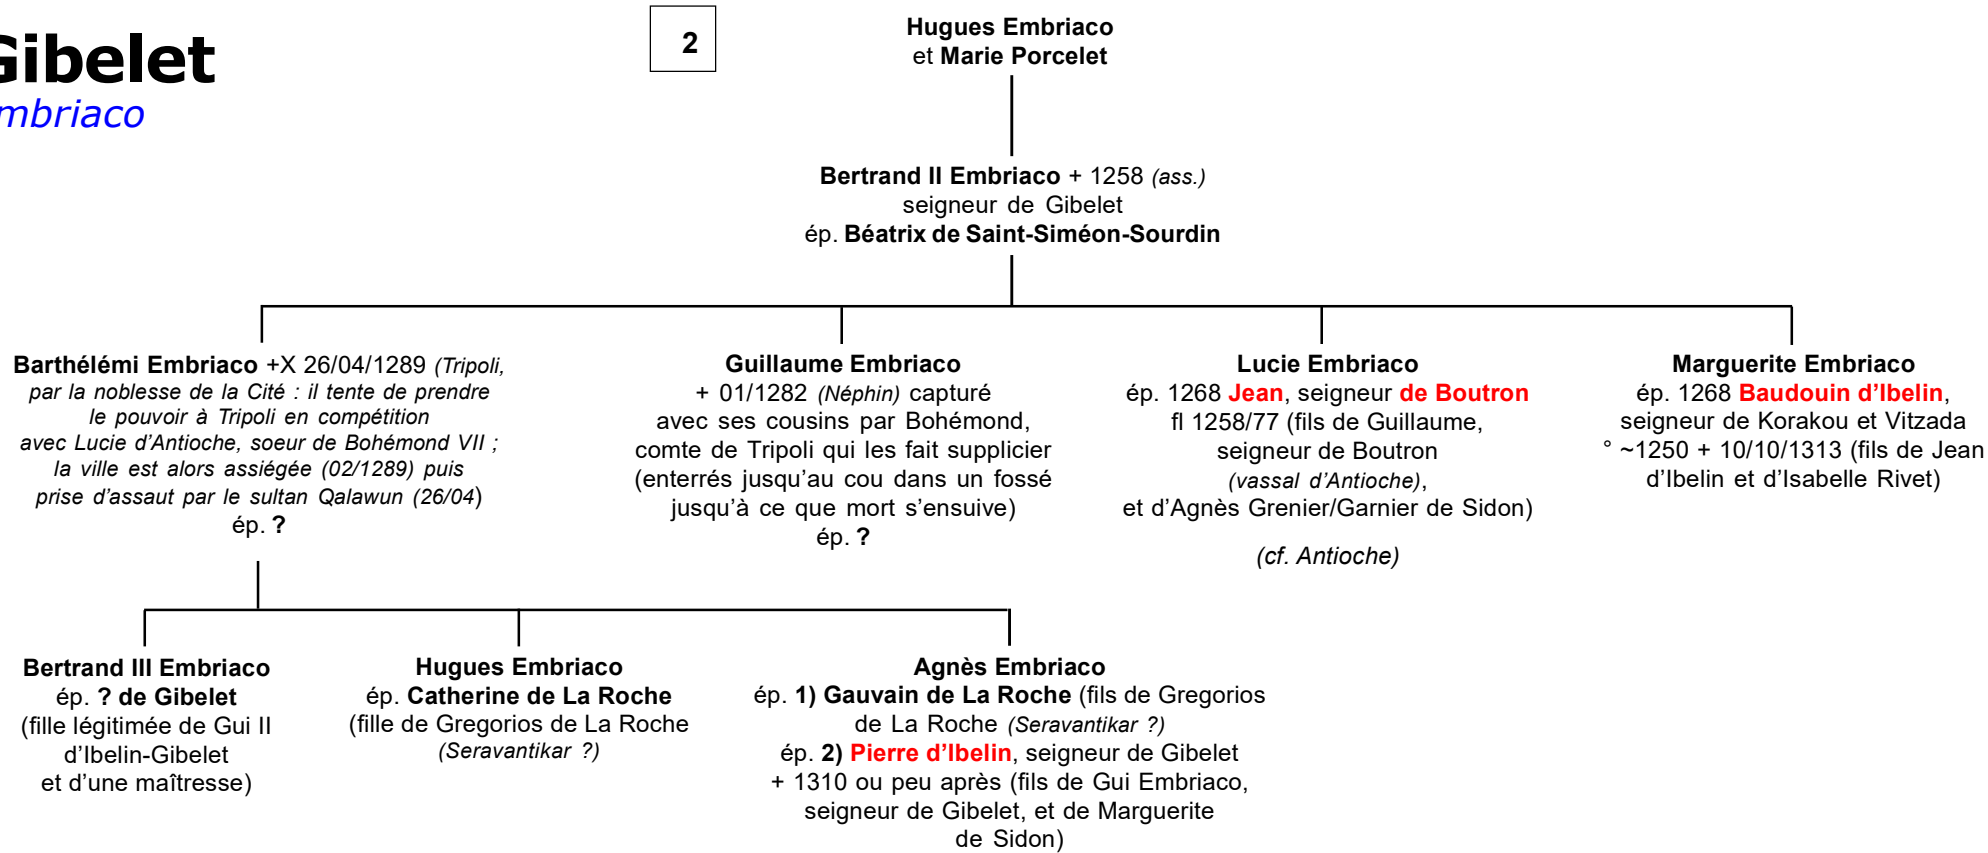 Gibelet
mbriaco
2
Hugues Embriaco
et Marie Porcelet
Bertrand II Embriaco + 1258 (ass.)
seigneur de Gibelet
ép. Béatrix de Saint-Siméon-Sourdin
Barthélémi Embriaco +X 26/04/1289 (Tripoli,
par la noblesse de la Cité : il tente de prendre
le pouvoir à Tripoli en compétition
avec Lucie d'Antioche, soeur de Bohémond VII ;
la ville est alors assiégée (02/1289) puis
prise d'assaut par le sultan Qalawun (26/04)
ép. ?
Guillaume Embriaco
+ 01/1282 (Néphin) capturé
avec ses cousins par Bohémond,
comte de Tripoli qui les fait supplicier
(enterrés jusqu'au cou dans un fossé
jusqu'à ce que mort s'ensuive)
ép. ?
Lucie Embriaco
ép. 1268 Jean, seigneur de Boutron
fl 1258/77 (fils de Guillaume,
seigneur de Boutron
(vassal d'Antioche),
et d'Agnès Grenier/Garnier de Sidon)
(cf. Antioche)
Marguerite Embriaco
ép. 1268 Baudouin d'Ibelin,
seigneur de Korakou et Vitzada
° ~1250 + 10/10/1313 (fils de Jean
d'Ibelin et d'Isabelle Rivet)
Bertrand III Embriaco
ép. ? de Gibelet
(fille légitimée de Gui II
d'Ibelin-Gibelet
et d'une maîtresse)
Hugues Embriaco
ép. Catherine de La Roche
(fille de Gregorios de La Roche
(Seravantikar ?)
Agnès Embriaco
ép. 1) Gauvain de La Roche (fils de Gregorios
de La Roche (Seravantikar ?)
ép. 2) Pierre d'Ibelin, seigneur de Gibelet
+ 1310 ou peu après (fils de Gui Embriaco,
seigneur de Gibelet, et de Marguerite
de Sidon)